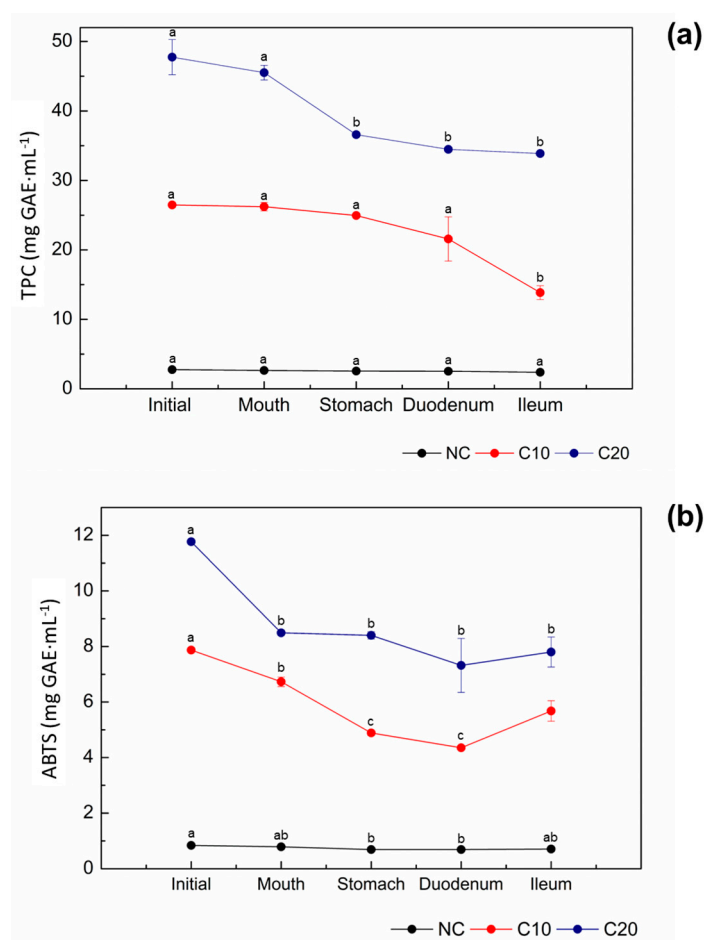 (a)
TPC (mg GAE·mL⁻¹)
50
40
30
20
10
0
a a b b b
a a a a b
a a a a a
Initial Mouth Stomach Duodenum Ileum
NC C10 C20
(b)
ABTS (mg GAE·mL⁻¹)
12
10
8
6
4
2
0
a b b b b
a b c c
a ab b b ab
Initial Mouth Stomach Duodenum Ileum
NC C10 C20